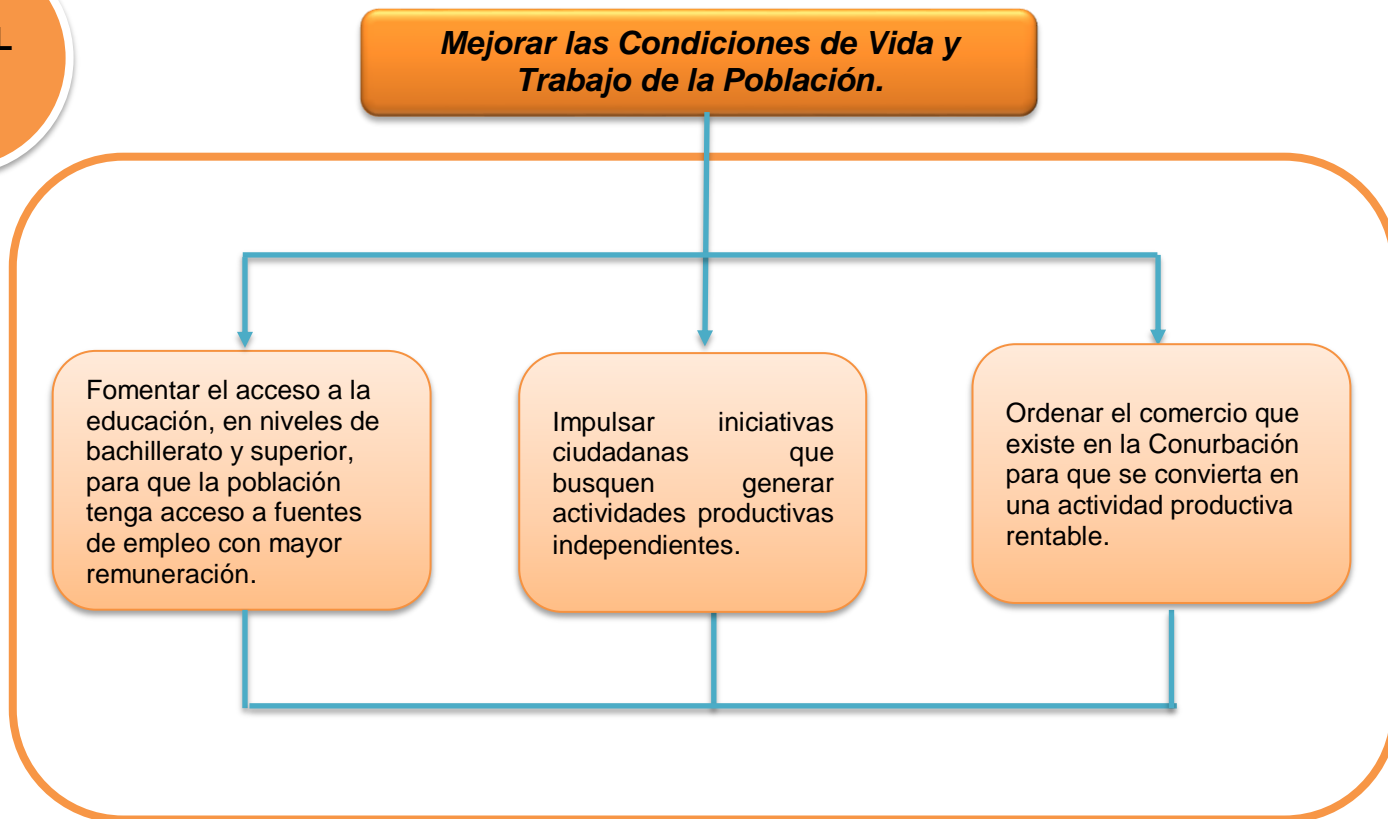 L
Mejorar las Condiciones de Vida y
Trabajo de la Población.
Fomentar el acceso a la
educación, en niveles de
bachillerato y superior,
para que la población
tenga acceso a fuentes
de empleo con mayor
remuneración.
Impulsar iniciativas
ciudadanas que
busquen generar
actividades productivas
independientes.
Ordenar el comercio que
existe en la Conurbación
para que se convierta en
una actividad productiva
rentable.